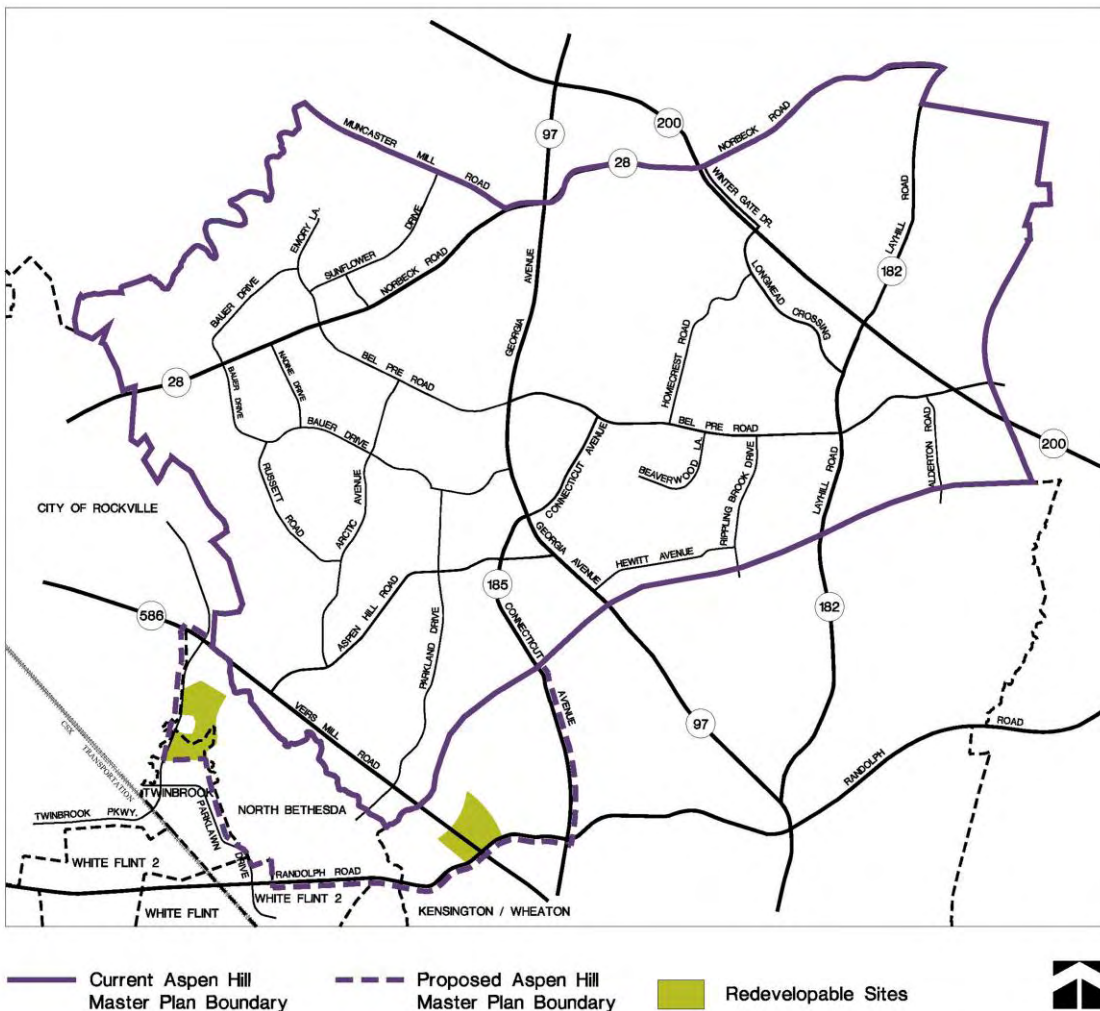 97
200
NORBECK ROAD
MUNCASTER MILL ROAD
28
WINTER GATE DR.
LAYHILL ROAD
EMORY LA.
SUNFLOWER DRIVE
NORBECK ROAD
GEORGIA AVENUE
182
LONGMEAD CROSSING
BAUER DRIVE
HOMECREST ROAD
BEL PRE ROAD
28
BAUER DRIVE
NADINE DRIVE
BAUER DRIVE
CONNECTICUT AVENUE
BEL PRE ROAD
200
ALDERTON ROAD
BEAVERWOOD LA.
RIPPLING BROOK DRIVE
LAYHILL ROAD
RUSSETT ROAD
ARCTIC AVENUE
CITY OF ROCKVILLE
GEORGIA AVENUE
HEWITT AVENUE
185
586
ASPEN HILL ROAD
PARKLAND DRIVE
CONNECTICUT AVENUE
182
VEIRS MILL ROAD
97
RANDOLPH ROAD
CSX TRANSPORTATION
TWINBROOK
NORTH BETHESDA
TWINBROOK PKWY.
PARKLAWN DRIVE
WHITE FLINT 2
RANDOLPH ROAD
WHITE FLINT
WHITE FLINT 2
KENSINGTON / WHEATON
Current Aspen Hill
Master Plan Boundary
Proposed Aspen Hill
Master Plan Boundary
Redevelopable Sites